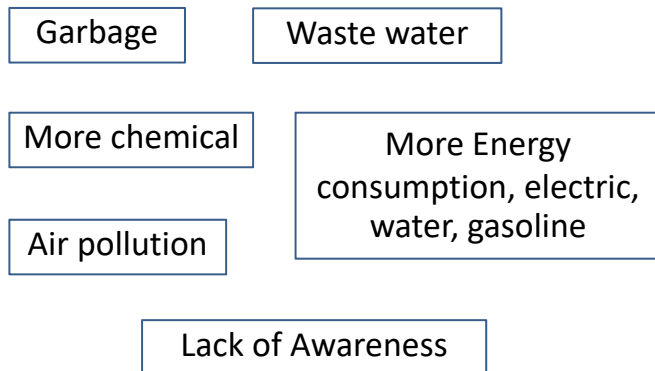 Garbage
Waste water
More chemical
More Energy
consumption, electric,
water, gasoline
Air pollution
Lack of Awareness